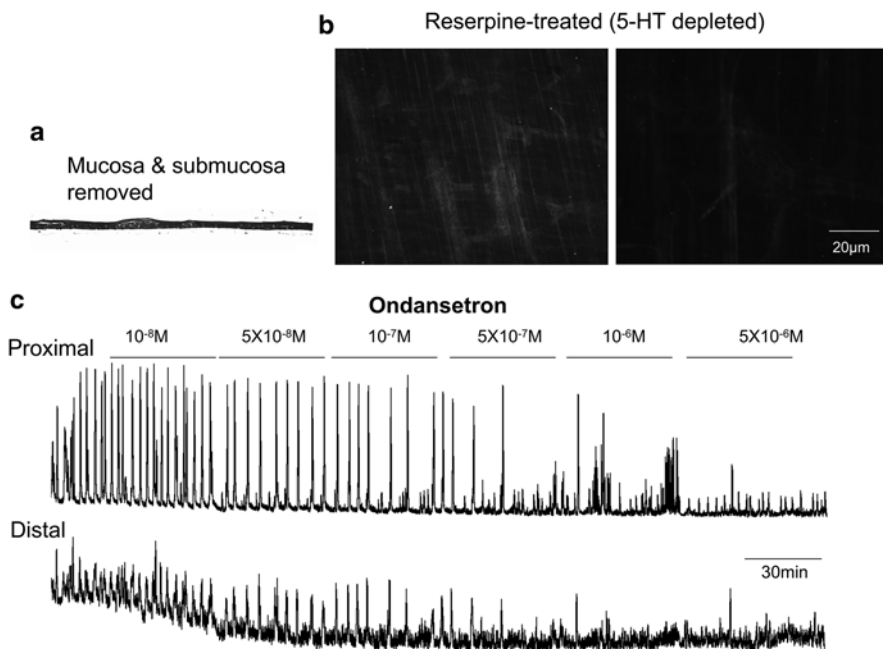 b
Reserpine-treated (5-HT depleted)
a
Mucosa & submucosa
removed
20µm
c
Ondansetron
10⁻⁸M 5X10⁻⁸M 10⁻⁷M 5X10⁻⁷M 10⁻⁶M 5X10⁻⁶M
Proximal
Distal
30min